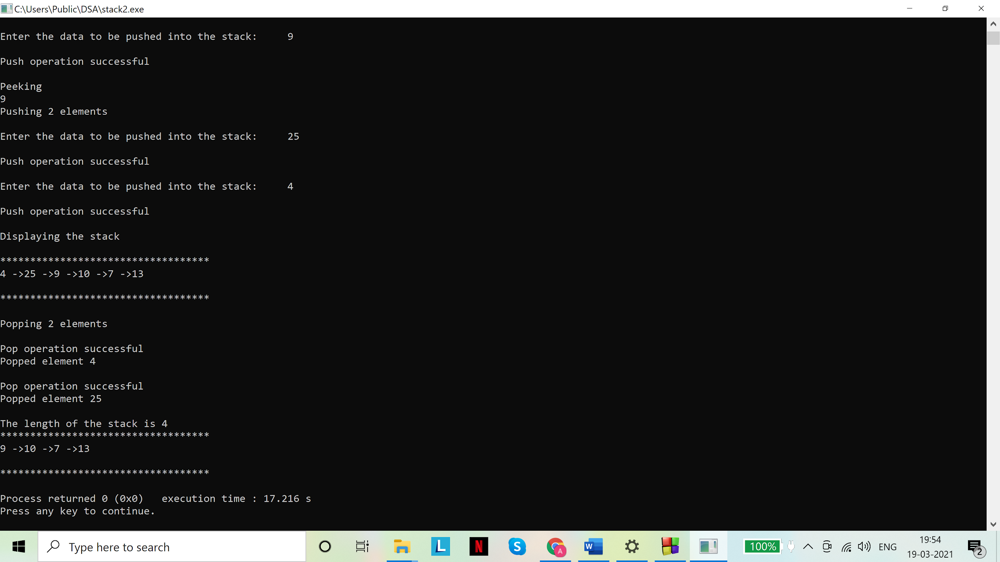 C:\Users\Public\DSA\stack2.exe
Enter the data to be pushed into the stack:     9
Push operation successful
Peeking
9
Pushing 2 elements
Enter the data to be pushed into the stack:     25
Push operation successful
Enter the data to be pushed into the stack:     4
Push operation successful
Displaying the stack
***********************************
4 ->25 ->9 ->10 ->7 ->13
***********************************
Popping 2 elements
Pop operation successful
Popped element 4
Pop operation successful
Popped element 25
The length of the stack is 4
***********************************
9 ->10 ->7 ->13
***********************************
Process returned 0 (0x0)   execution time : 17.216 s
Press any key to continue.
Type here to search
L
N
S
A
W
100%
ENG
19:54
19-03-2021
2